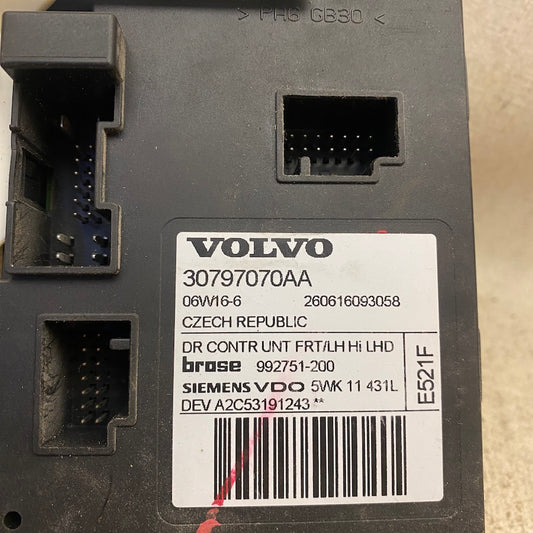 > PA6 GB30 <
VOLVO
30797070AA
06W16-6 260616093058
CZECH REPUBLIC
DR CONTR UNT FRT/LH Hi LHD
brose 992751-200
SIEMENS VDO 5WK 11 431L
DEV A2C53191243 **
E521F